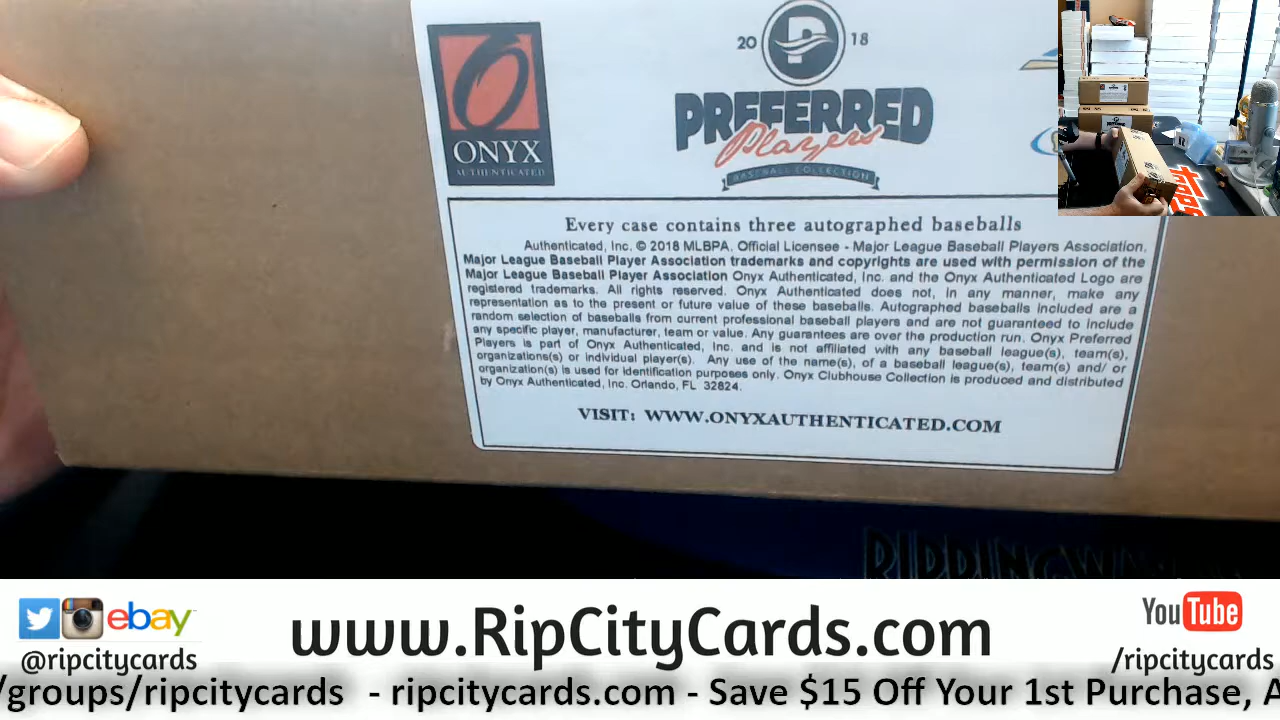 20 P 18
ONYX
AUTHENTICATED
PREFERRED
Players
BASEBALL COLLECTION
Every case contains three autographed baseballs
Authenticated, Inc. © 2018 MLBPA. Official Licensee - Major League Baseball Players Association.
Major League Baseball Player Association trademarks and copyrights are used with permission of the
Major League Baseball Player Association Onyx Authenticated, Inc. and the Onyx Authenticated Logo are
registered trademarks. All rights reserved. Onyx Authenticated does not, in any manner, make any
representation as to the present or future value of these baseballs. Autographed baseballs included are a
random selection of baseballs from current professional baseball players and are not guaranteed to include
any specific player, manufacturer, team or value. Any guarantees are over the production run. Onyx Preferred
Players is part of Onyx Authenticated, Inc. and is not affiliated with any baseball league(s), team(s),
organizations(s) or individual player(s). Any use of the name(s), of a baseball league(s), team(s) and/ or
organization(s) is used for identification purposes only. Onyx Clubhouse Collection is produced and distributed
by Onyx Authenticated, Inc. Orlando, FL 32824.
VISIT: WWW.ONYXAUTHENTICATED.COM
ebay
@ripcitycards
www.RipCityCards.com
YouTube
/ripcitycards
/groups/ripcitycards - ripcitycards.com - Save $15 Off Your 1st Purchase, A